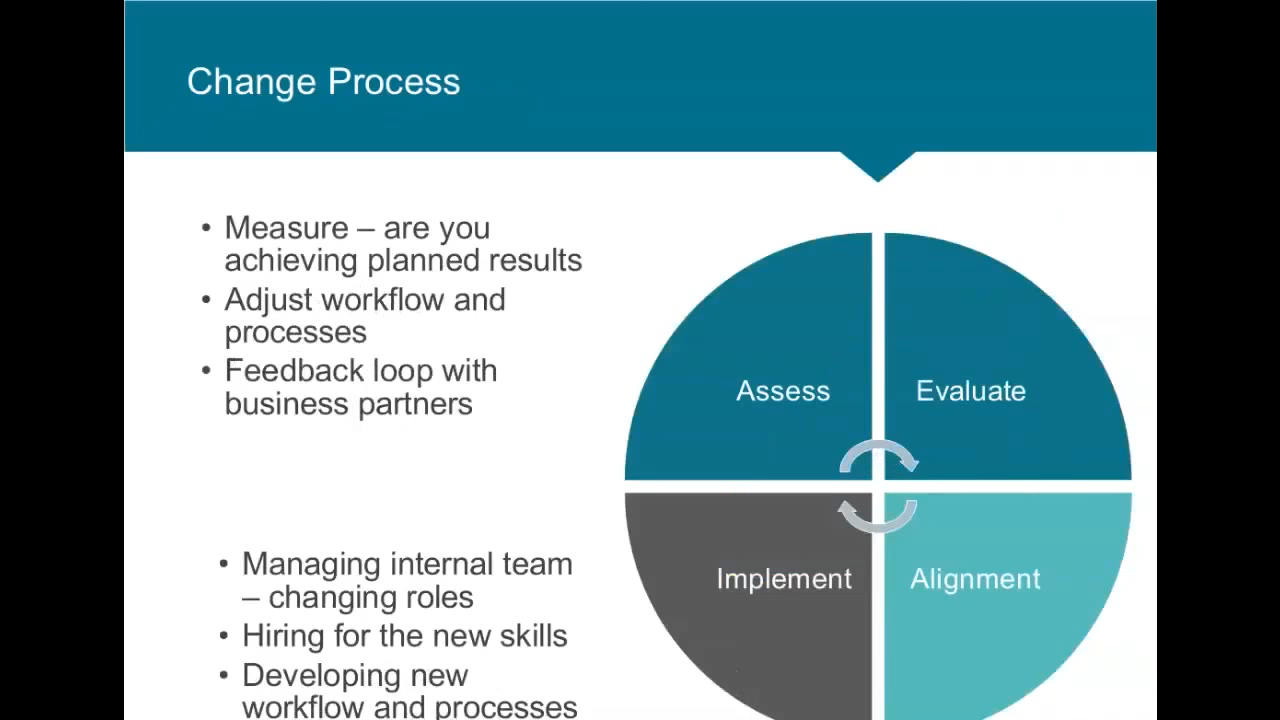 Change Process
• Measure – are you
achieving planned results
• Adjust workflow and
processes
• Feedback loop with
business partners
Assess
Evaluate
• Managing internal team
– changing roles
• Hiring for the new skills
• Developing new
workflow and processes
Implement
Alignment